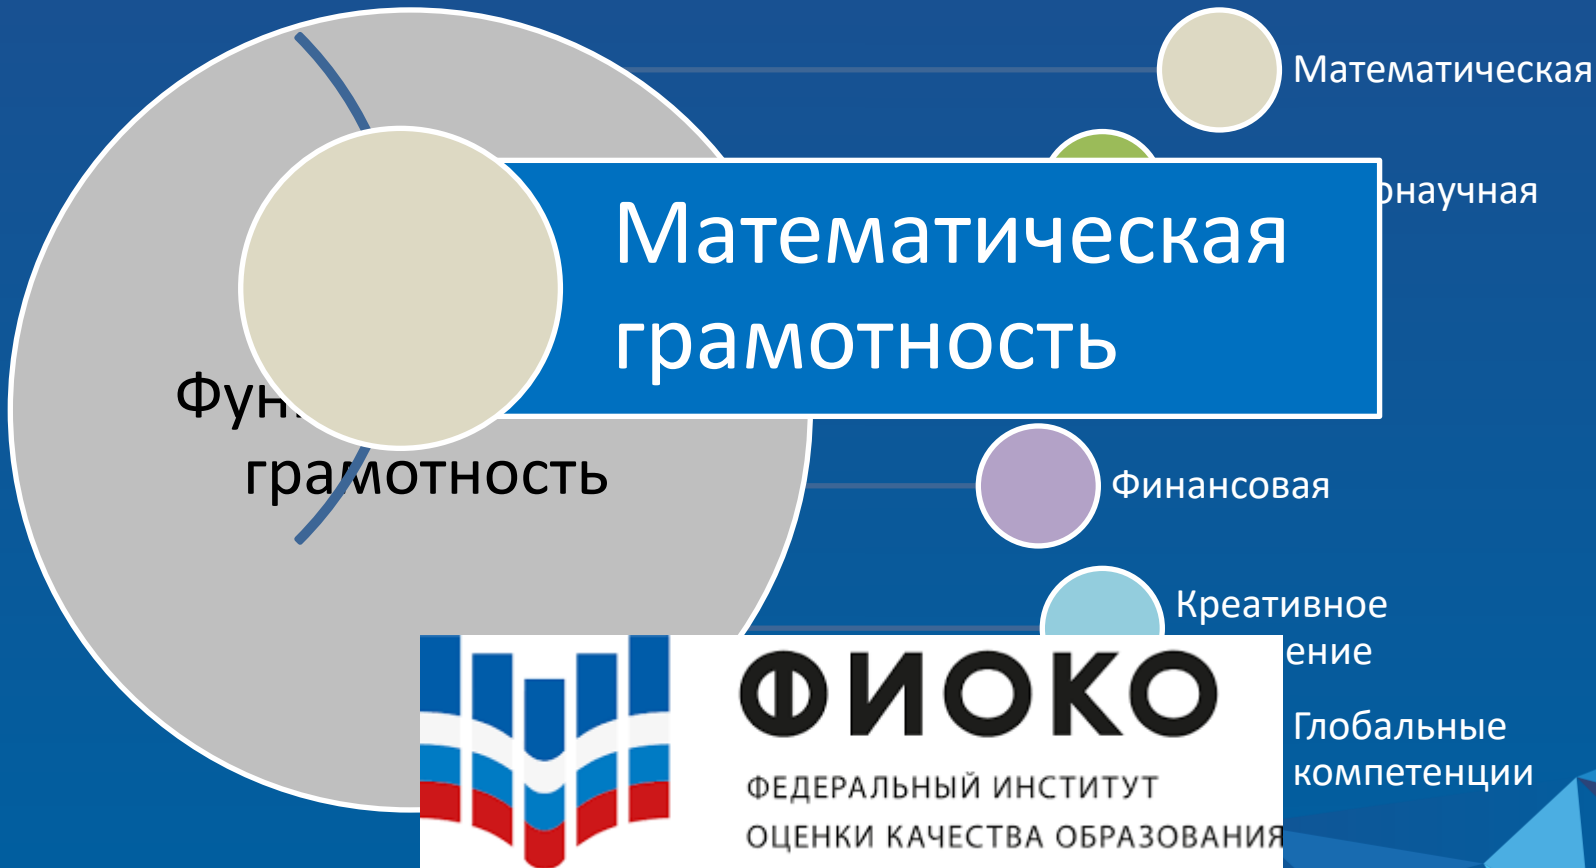 Математическая
онаучная
Математическая
грамотность
Фун
грамотность
Финансовая
Креативное
ение
Глобальные
компетенции
ФИОКО
ФЕДЕРАЛЬНЫЙ ИНСТИТУТ
ОЦЕНКИ КАЧЕСТВА ОБРАЗОВАНИЯ